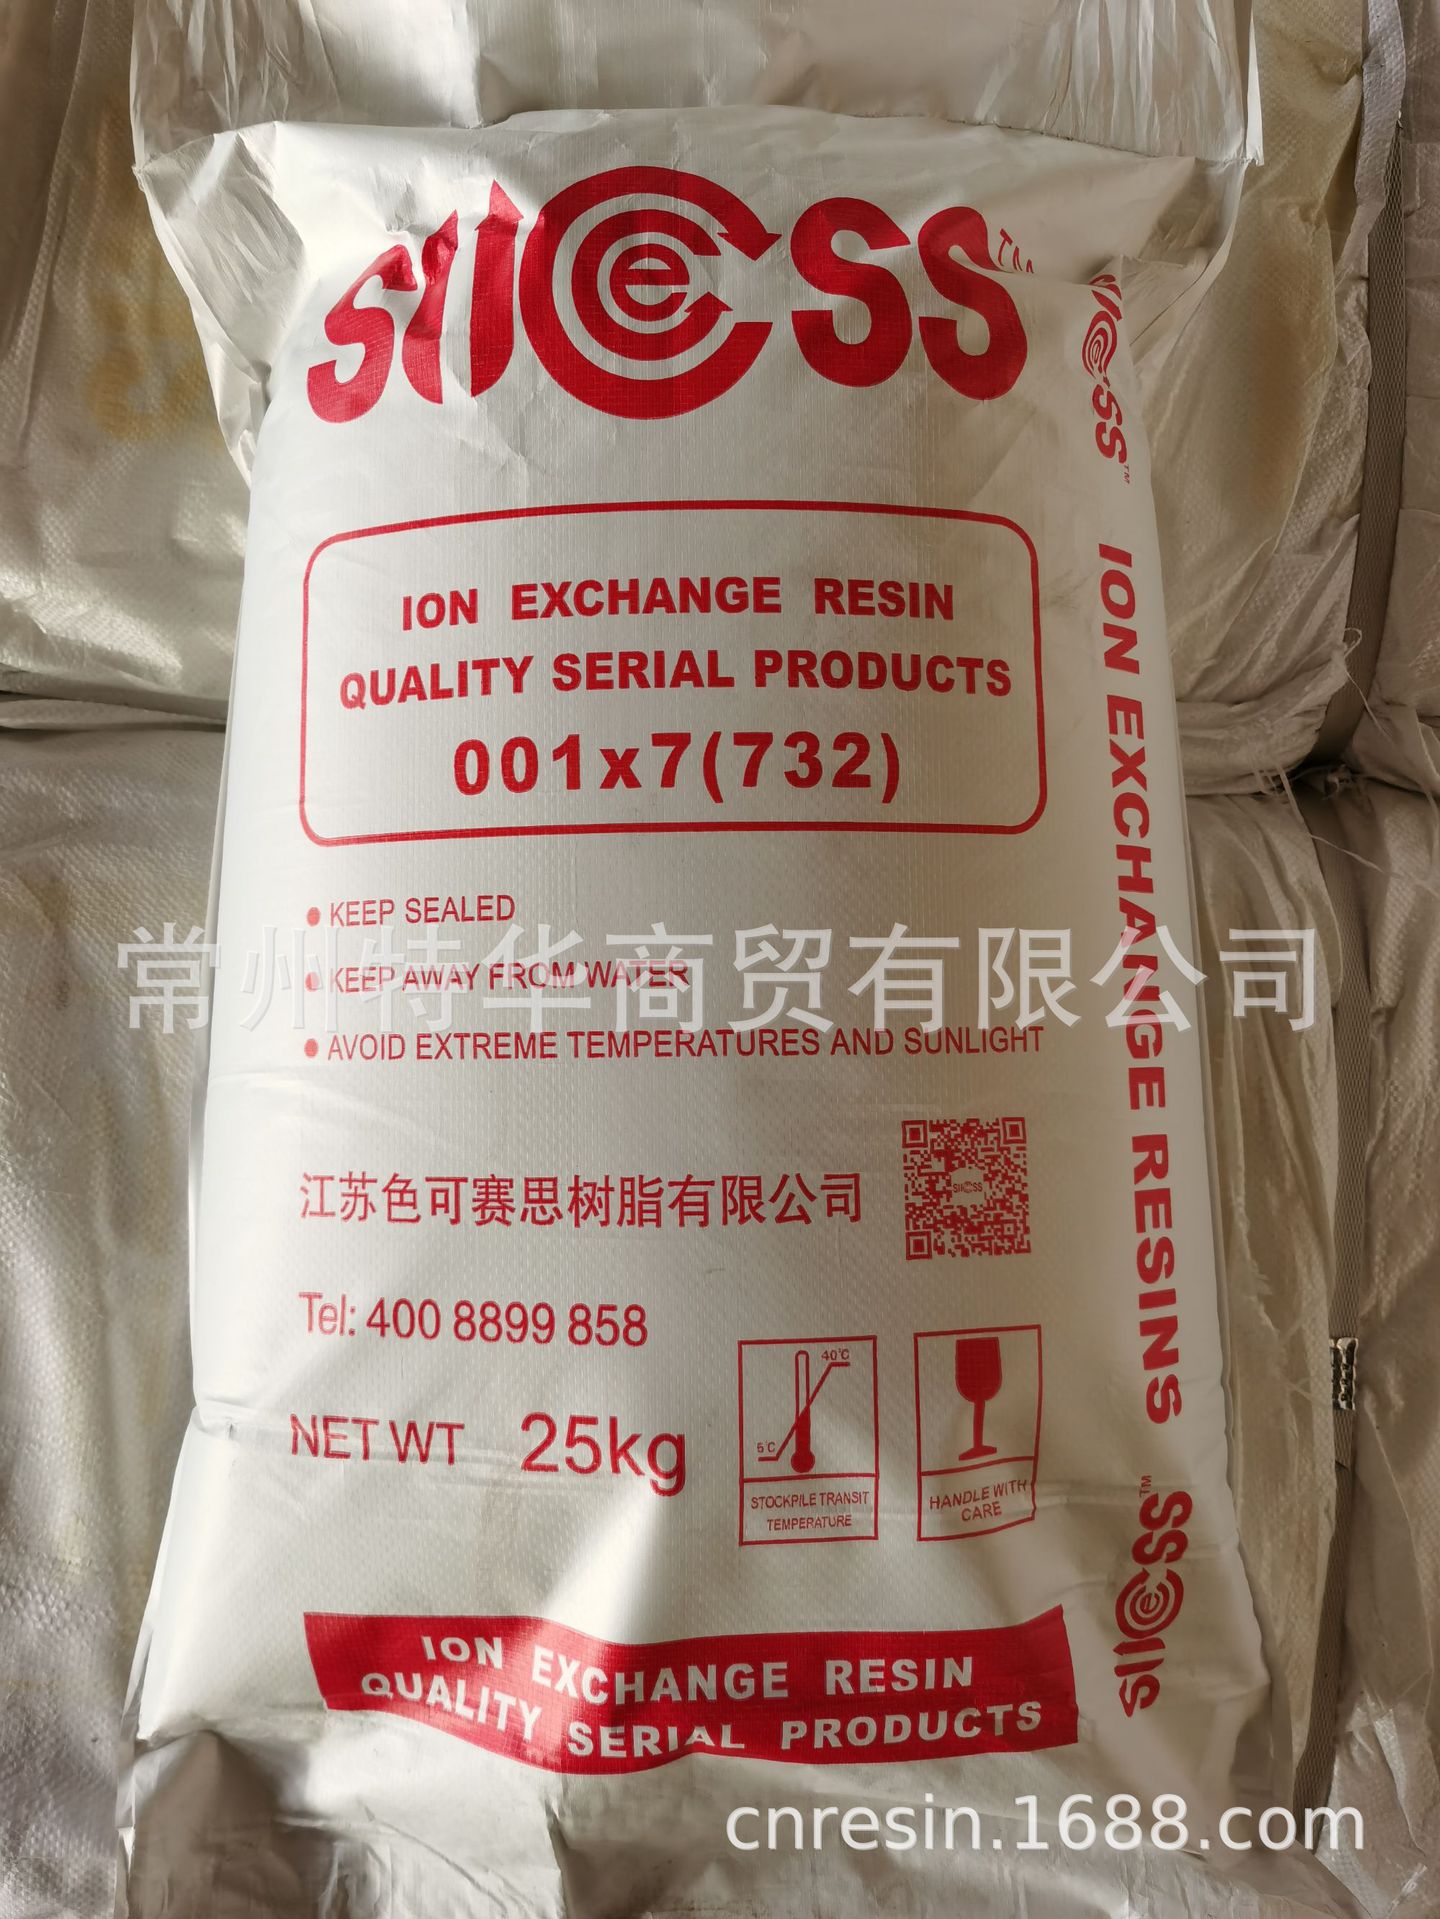 SUCeSS™
ION EXCHANGE RESIN
QUALITY SERIAL PRODUCTS
001x7(732)
• KEEP SEALED
• KEEP AWAY FROM WATER
• AVOID EXTREME TEMPERATURES AND SUNLIGHT
常州特华商贸有限公司
江苏色可赛思树脂有限公司
Tel: 400 8899 858
NET WT 25kg
40℃
5℃
STOCKPILE TRANSIT
TEMPERATURE
HANDLE WITH
CARE
ION EXCHANGE RESIN
QUALITY SERIAL PRODUCTS
ION EXCHANGE RESINS
cnresin.1688.com